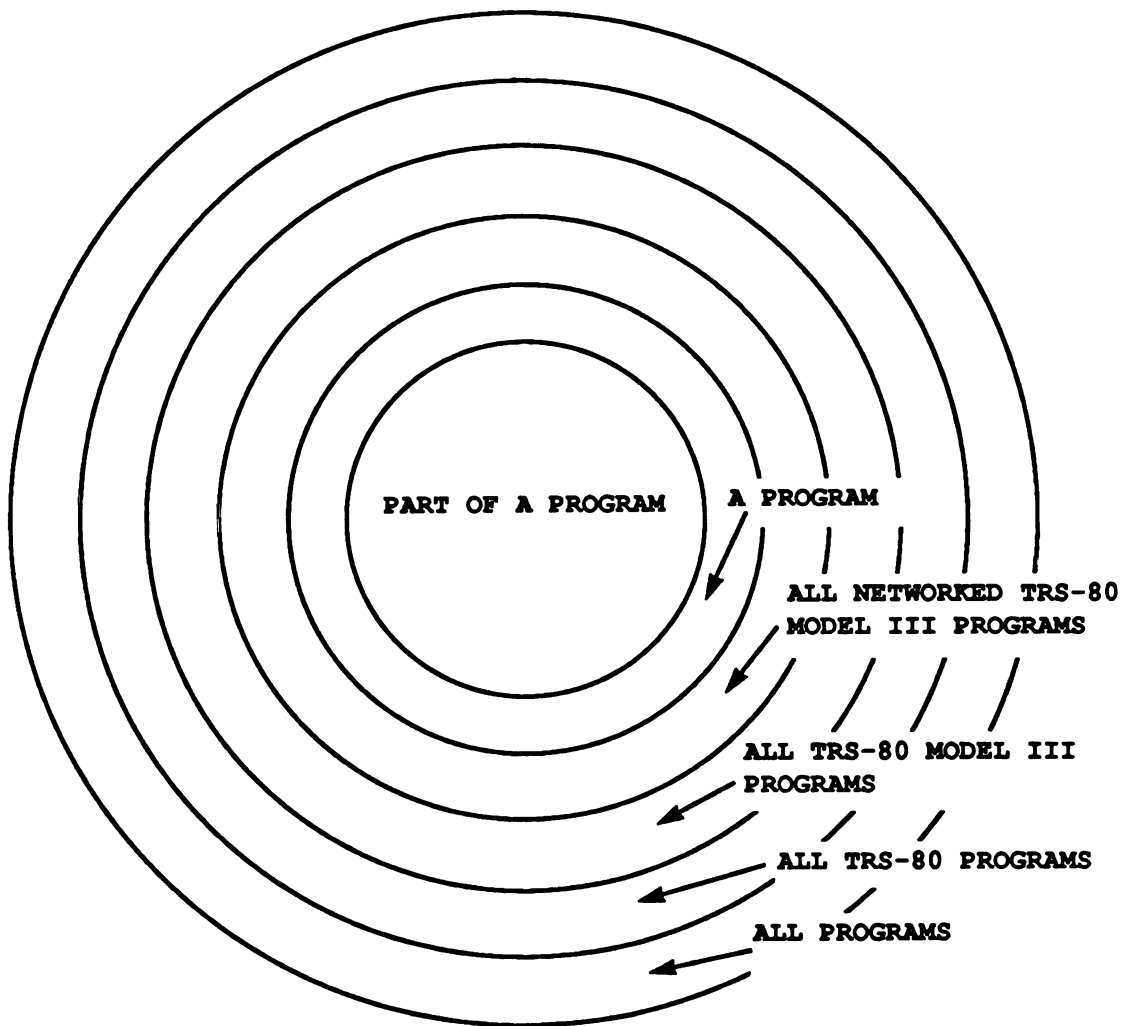 PART OF A PROGRAM
A PROGRAM
ALL NETWORKED TRS-80
MODEL III PROGRAMS
ALL TRS-80 MODEL III
PROGRAMS
ALL TRS-80 PROGRAMS
ALL PROGRAMS